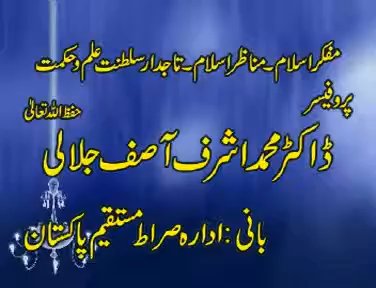 مفکر اسلام۔ مناظر اسلام۔ تاجدار سلطنت علم و حکمت
پروفیسر
ڈاکٹر محمد اشرف آصف جلالی حفظ اللہ تعالیٰ
بانی: ادارہ صراط مستقیم پاکستان